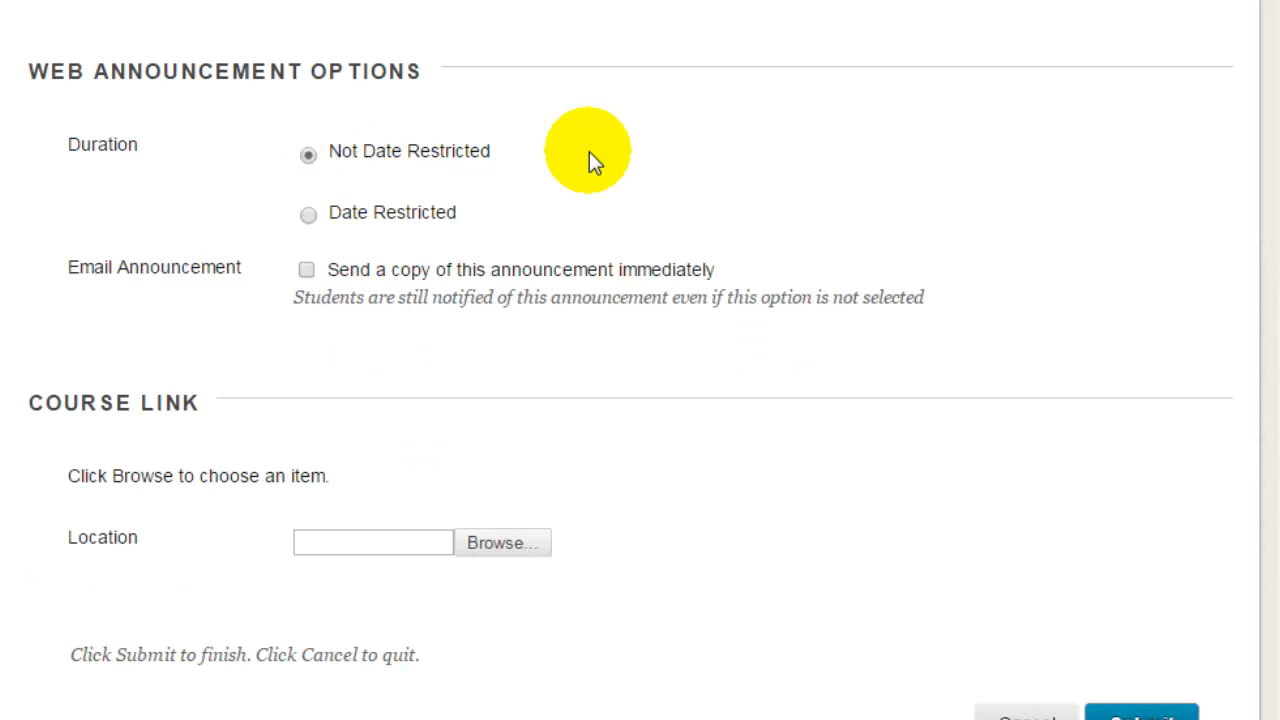 WEB ANNOUNCEMENT OPTIONS
Duration
Not Date Restricted
Date Restricted
Email Announcement
Send a copy of this announcement immediately
Students are still notified of this announcement even if this option is not selected
COURSE LINK
Click Browse to choose an item.
Location
Browse...
Click Submit to finish. Click Cancel to quit.
Cancel
Submit